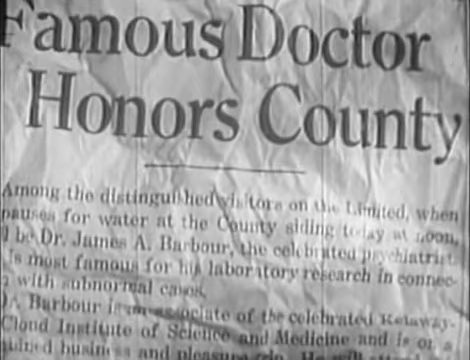 Famous Doctor
Honors County
Among the distinguished visitors on the Limited, when
pauses for water at the County siding today at noon,
l be Dr. James A. Barbour, the celebrated psychiatrist
is most famous for his laboratory research in connec-
with subnormal cases.
A. Barbour is an associate of the celebrated
Cloud Institute of Science and Medicine and is on a
business and pleasure trip. He